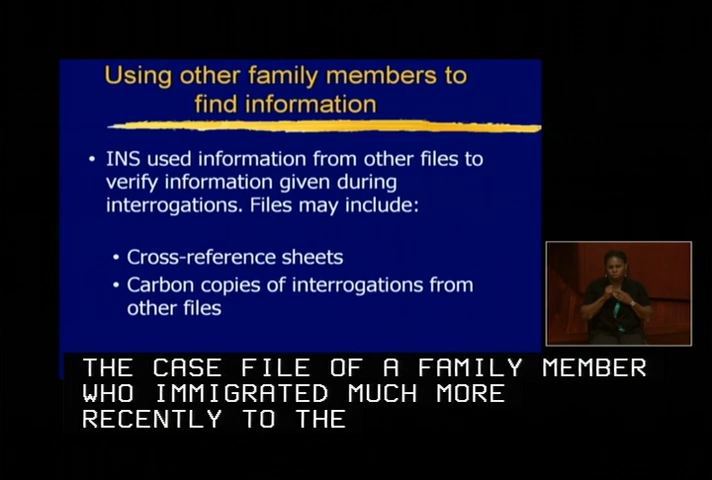 Using other family members to
find information
• INS used information from other files to
verify information given during
interrogations. Files may include:
• Cross-reference sheets
• Carbon copies of interrogations from
other files
THE CASE FILE OF A FAMILY MEMBER
WHO IMMIGRATED MUCH MORE
RECENTLY TO THE